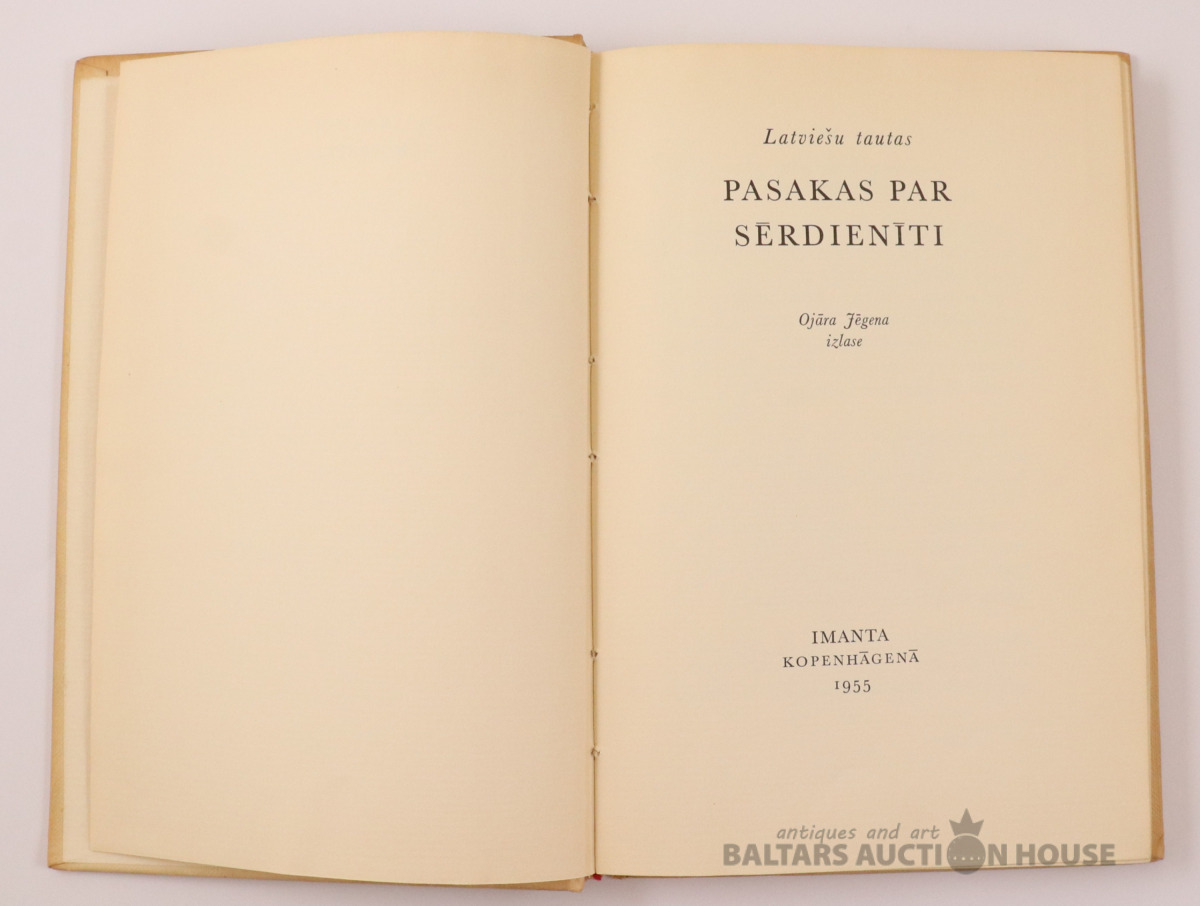 Latviešu tautas
PASAKAS PAR
SĒRDIENĪTI
Ojāra Jēgena
izlase
IMANTA
KOPENHĀGENĀ
1955
antiques and art
BALTARS AUCTION HOUSE